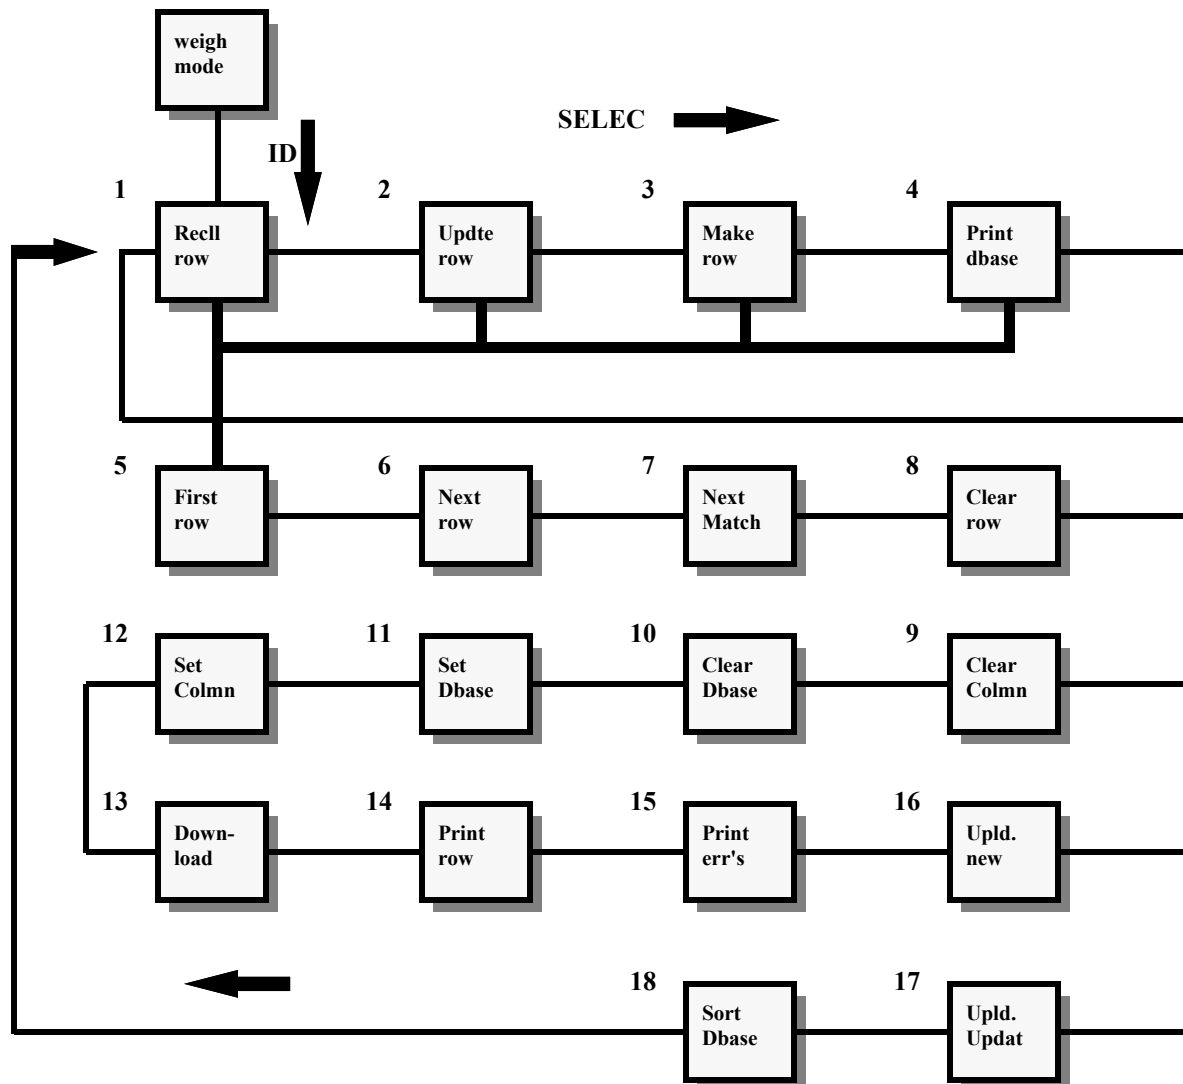 weigh
mode
SELEC
ID
1
Recll
row
2
Updte
row
3
Make
row
4
Print
dbase
5
First
row
6
Next
row
7
Next
Match
8
Clear
row
12
Set
Colmn
11
Set
Dbase
10
Clear
Dbase
9
Clear
Colmn
13
Down-
load
14
Print
row
15
Print
err's
16
Upld.
new
18
Sort
Dbase
17
Upld.
Updat